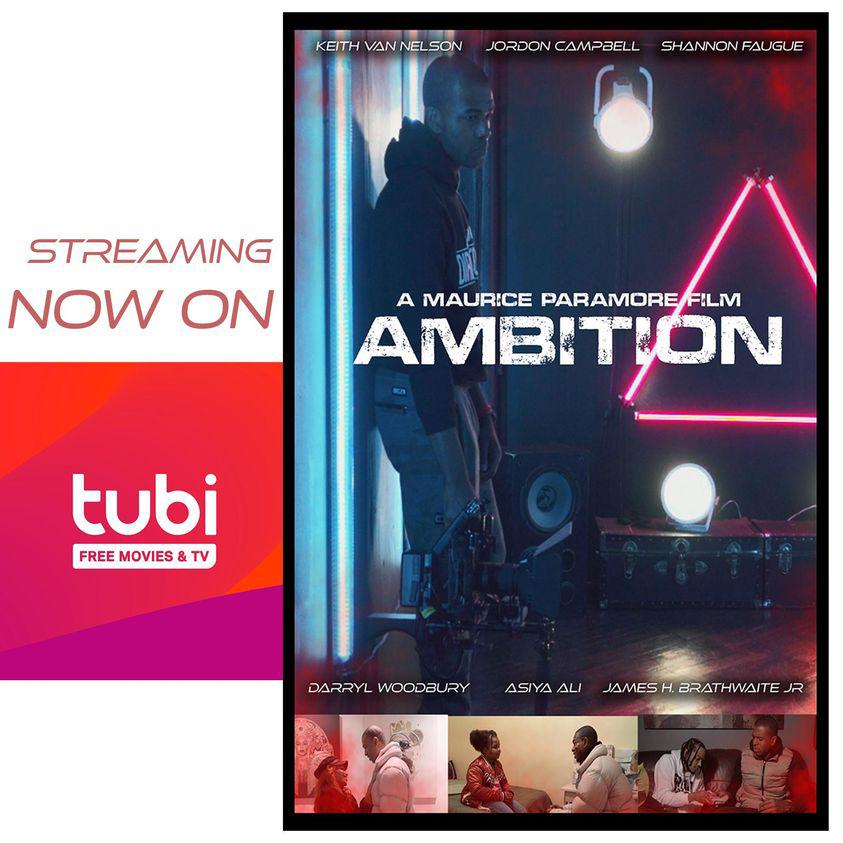 STREAMING
NOW ON
tubi
FREE MOVIES & TV
KEITH VAN NELSON JORDON CAMPBELL SHANNON FAUGUE
A MAURICE PARAMORE FILM
AMBITION
DARRYL WOODBURY ASIYA ALI JAMES H. BRATHWAITE JR